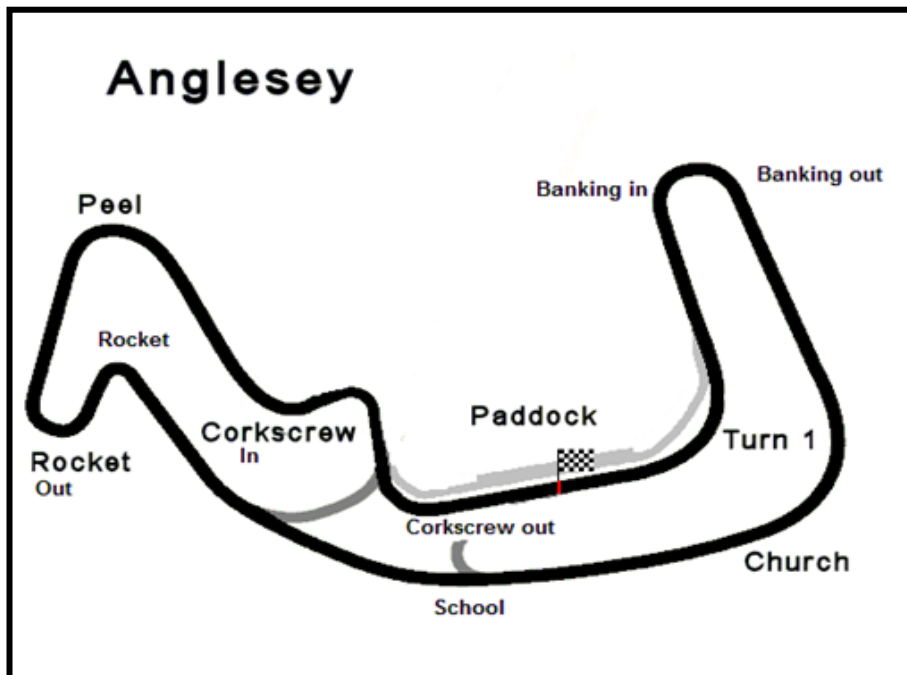 Anglesey
Banking in
Banking out
Peel
Rocket
Paddock
Corkscrew
In
Turn 1
Rocket
Out
Corkscrew out
Church
School